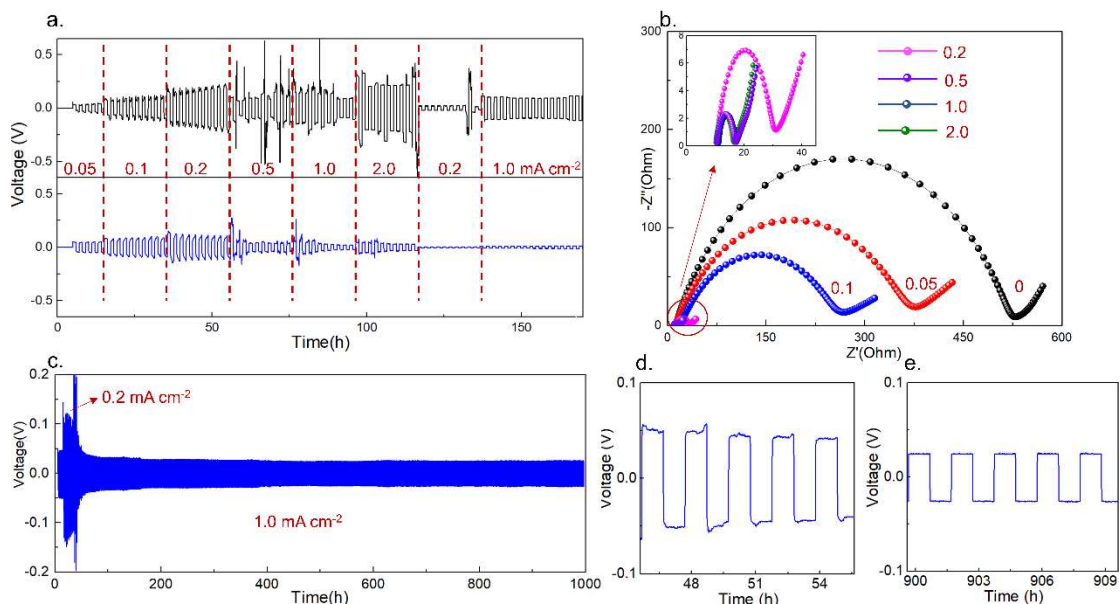 a.
0.5
0.0
-0.5
0.5
0.0
-0.5
Voltage (V)
0.05 0.1 0.2 0.5 1.0 2.0 0.2 1.0 mA cm⁻²
0 50 100 150
Time(h)
b.
300
200
100
0
-Z''(Ohm)
8
6
4
2
0
0 20 40
0.2
0.5
1.0
2.0
0.1 0.05 0
0 150 300 450 600
Z'(Ohm)
c.
0.2
0.1
0.0
-0.1
-0.2
Voltage(V)
0.2 mA cm⁻²
1.0 mA cm⁻²
0 200 400 600 800 1000
Time(h)
d.
0.1
0.0
-0.1
Voltage (V)
48 51 54
Time (h)
e.
0.1
0.0
-0.1
Voltage (V)
900 903 906 909
Time (h)